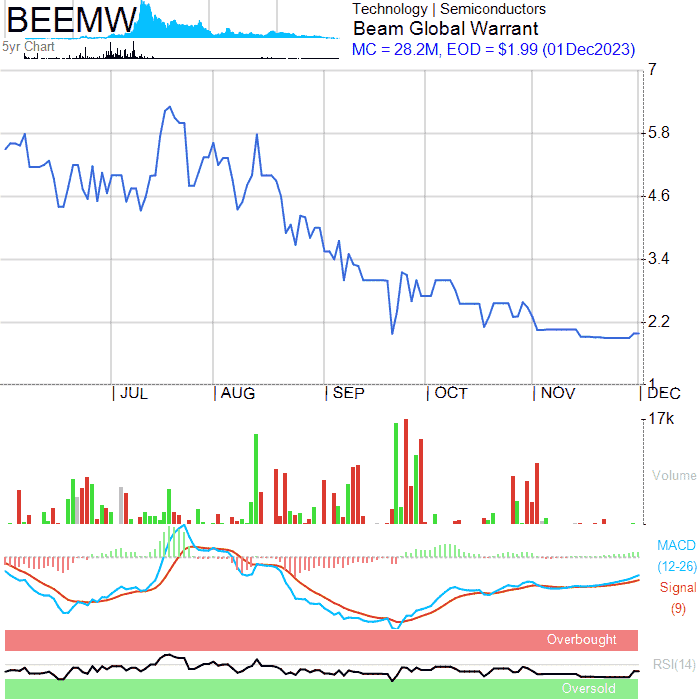 BEEMW
5yr Chart
Technology | Semiconductors
Beam Global Warrant
MC = 28.2M, EOD = $1.99 (01Dec2023)
7
5.8
4.6
3.4
2.2
1
JUL AUG SEP OCT NOV DEC
17k
Volume
MACD
(12-26)
Signal
(9)
Overbought
RSI(14)
Oversold